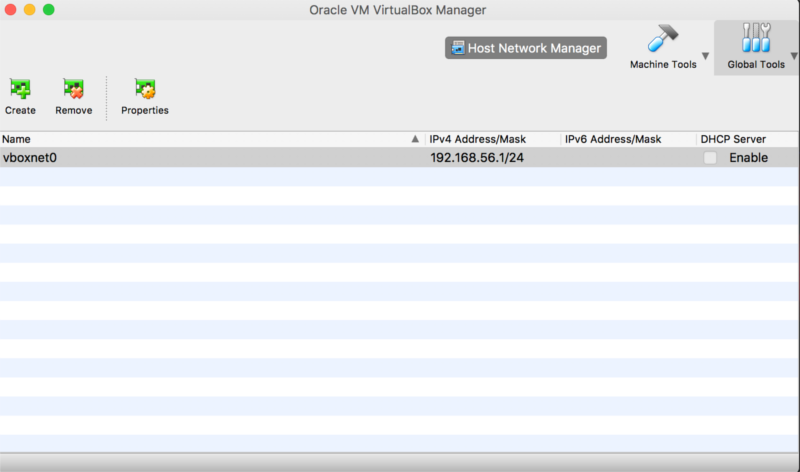 Oracle VM VirtualBox Manager
Host Network Manager
Machine Tools
Global Tools
Create Remove Properties
Name IPv4 Address/Mask IPv6 Address/Mask DHCP Server
vboxnet0 192.168.56.1/24 Enable